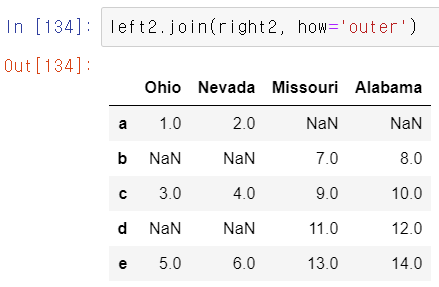 In [134]: left2.join(right2, how='outer')
Out[134]:
Ohio Nevada Missouri Alabama
a 1.0 2.0 NaN NaN
b NaN NaN 7.0 8.0
c 3.0 4.0 9.0 10.0
d NaN NaN 11.0 12.0
e 5.0 6.0 13.0 14.0